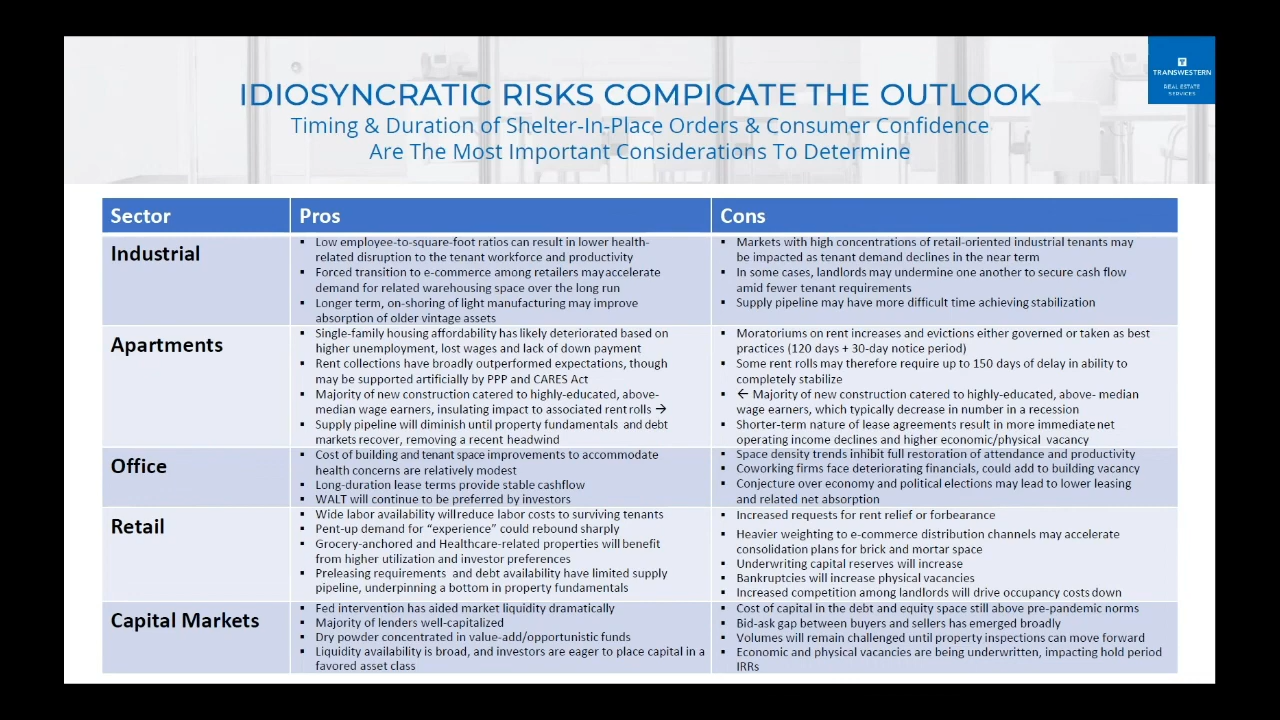 IDIOSYNCRATIC RISKS COMPICATE THE OUTLOOK
Timing & Duration of Shelter-In-Place Orders & Consumer Confidence
Are The Most Important Considerations To Determine
TRANSWESTERN
REAL ESTATE
SERVICES
Sector
Pros
Cons
Industrial
▪ Low employee-to-square-foot ratios can result in lower health-
related disruption to the tenant workforce and productivity
▪ Forced transition to e-commerce among retailers may accelerate
demand for related warehousing space over the long run
▪ Longer term, on-shoring of light manufacturing may improve
absorption of older vintage assets
▪ Markets with high concentrations of retail-oriented industrial tenants may
be impacted as tenant demand declines in the near term
▪ In some cases, landlords may undermine one another to secure cash flow
amid fewer tenant requirements
▪ Supply pipeline may have more difficult time achieving stabilization
Apartments
▪ Single-family housing affordability has likely deteriorated based on
higher unemployment, lost wages and lack of down payment
▪ Rent collections have broadly outperformed expectations, though
may be supported artificially by PPP and CARES Act
▪ Majority of new construction catered to highly-educated, above-
median wage earners, insulating impact to associated rent rolls →
▪ Supply pipeline will diminish until property fundamentals and debt
markets recover, removing a recent headwind
▪ Moratoriums on rent increases and evictions either governed or taken as best
practices (120 days + 30-day notice period)
▪ Some rent rolls may therefore require up to 150 days of delay in ability to
completely stabilize
▪ ← Majority of new construction catered to highly-educated, above- median
wage earners, which typically decrease in number in a recession
▪ Shorter-term nature of lease agreements result in more immediate net
operating income declines and higher economic/physical vacancy
Office
▪ Cost of building and tenant space improvements to accommodate
health concerns are relatively modest
▪ Long-duration lease terms provide stable cashflow
▪ WALT will continue to be preferred by investors
▪ Space density trends inhibit full restoration of attendance and productivity
▪ Coworking firms face deteriorating financials, could add to building vacancy
▪ Conjecture over economy and political elections may lead to lower leasing
and related net absorption
Retail
▪ Wide labor availability will reduce labor costs to surviving tenants
▪ Pent-up demand for “experience” could rebound sharply
▪ Grocery-anchored and Healthcare-related properties will benefit
from higher utilization and investor preferences
▪ Preleasing requirements and debt availability have limited supply
pipeline, underpinning a bottom in property fundamentals
▪ Increased requests for rent relief or forbearance
▪ Heavier weighting to e-commerce distribution channels may accelerate
consolidation plans for brick and mortar space
▪ Underwriting capital reserves will increase
▪ Bankruptcies will increase physical vacancies
▪ Increased competition among landlords will drive occupancy costs down
Capital Markets
▪ Fed intervention has aided market liquidity dramatically
▪ Majority of lenders well-capitalized
▪ Dry powder concentrated in value-add/opportunistic funds
▪ Liquidity availability is broad, and investors are eager to place capital in a
favored asset class
▪ Cost of capital in the debt and equity space still above pre-pandemic norms
▪ Bid-ask gap between buyers and sellers has emerged broadly
▪ Volumes will remain challenged until property inspections can move forward
▪ Economic and physical vacancies are being underwritten, impacting hold period
IRRs